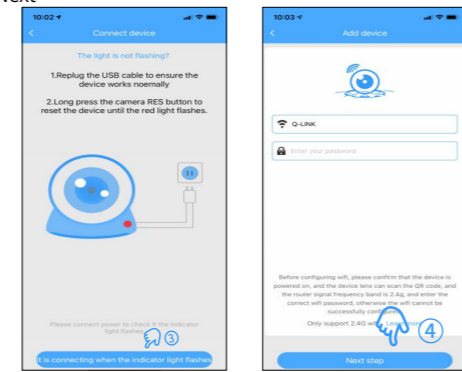 Next
10:02
Connect device
The light is not flashing?
1.Replug the USB cable to ensure the
device works noemally
2.Long press the camera RES button to
reset the device until the red light flashes.
Please connect power to check if the indicator
light flashes
③
It is connecting when the indicator light flashes
10:03
Add device
Q-LINK
Enter your password
Before configuring wifi, please confirm that the device is
powered on, and the device lens can scan the QR code, and
the router signal frequency band is 2.4g, and enter the
correct wifi password, otherwise the wifi cannot be
successfully configured
Only support 2.4G wifi Learn more
④
Next step